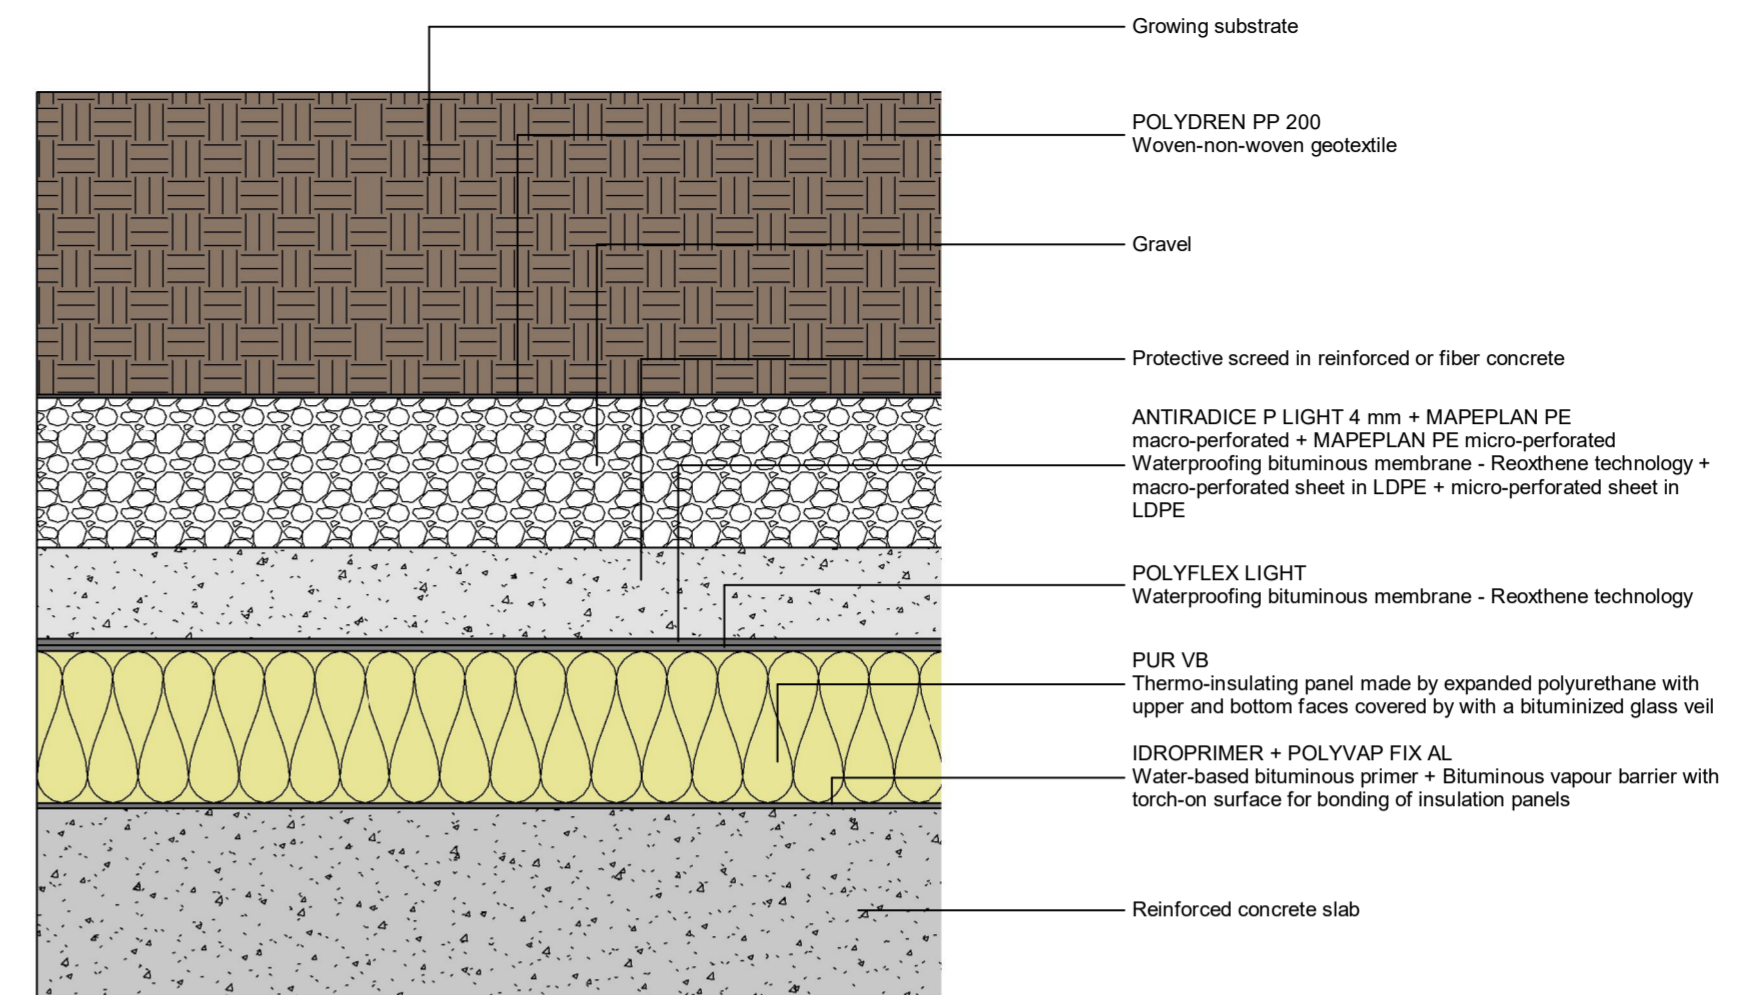 Growing substrate
POLYDREN PP 200
Woven-non-woven geotextile
Gravel
Protective screed in reinforced or fiber concrete
ANTIRADICE P LIGHT 4 mm + MAPEPLAN PE
macro-perforated + MAPEPLAN PE micro-perforated
Waterproofing bituminous membrane - Reoxthene technology +
macro-perforated sheet in LDPE + micro-perforated sheet in
LDPE
POLYFLEX LIGHT
Waterproofing bituminous membrane - Reoxthene technology
PUR VB
Thermo-insulating panel made by expanded polyurethane with
upper and bottom faces covered by with a bituminized glass veil
IDROPRIMER + POLYVAP FIX AL
Water-based bituminous primer + Bituminous vapour barrier with
torch-on surface for bonding of insulation panels
Reinforced concrete slab